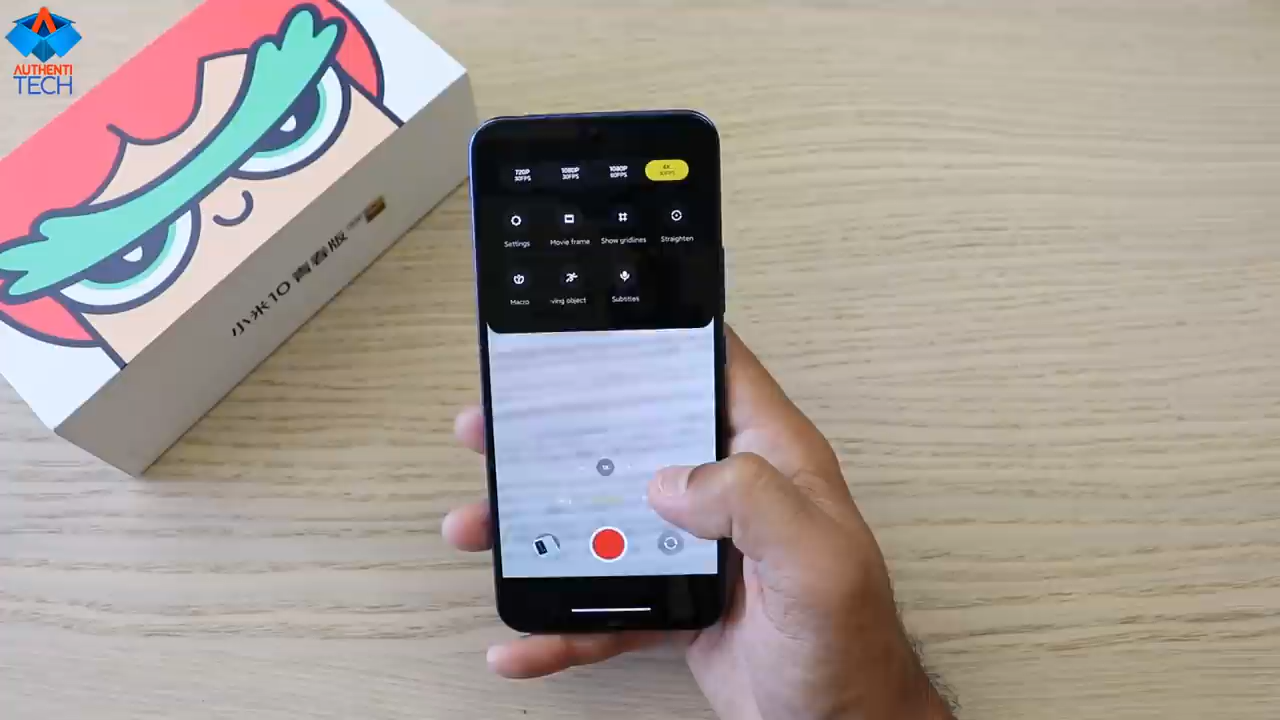 AUTHENTI
TECH
720P
30FPS
1080P
30FPS
1080P
60FPS
4K
30FPS
Settings
Movie frame
Show gridlines
Straighten
Macro
ving object
Subtitles
1X
小米10 青春版